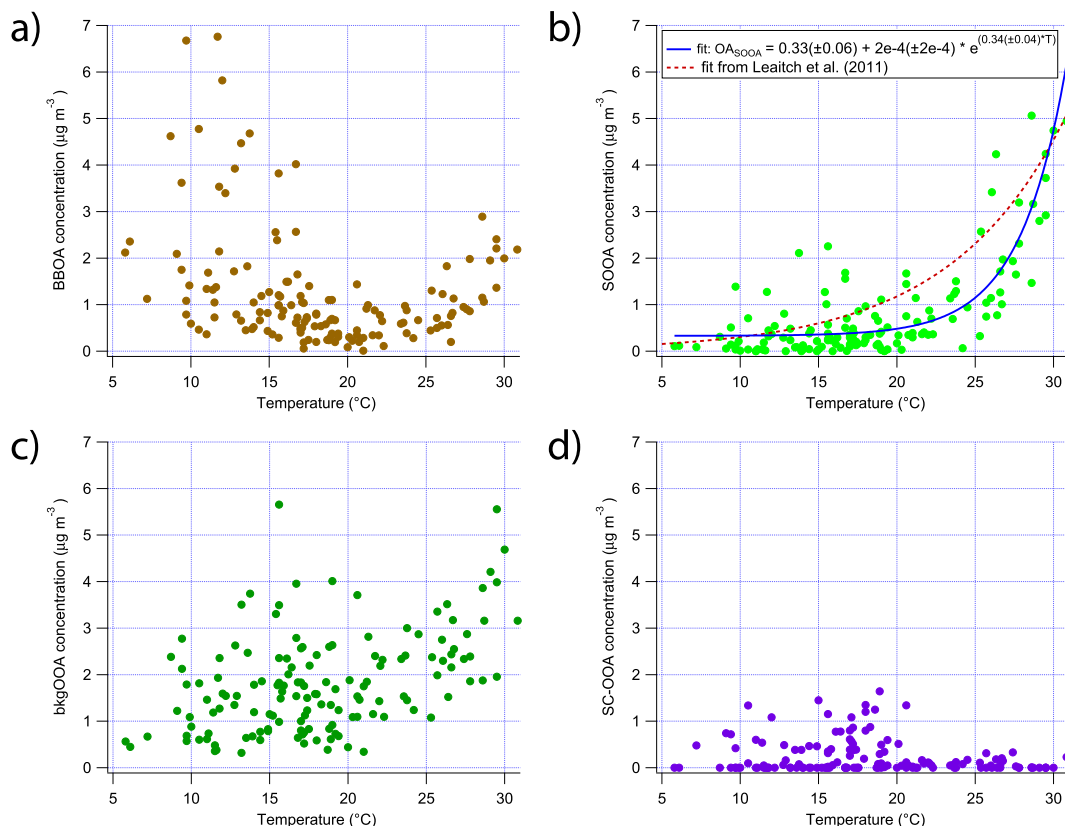 a)
7
6
5
4
3
2
1
0
BBOA concentration (µg m⁻³ )
5 10 15 20 25 30
Temperature (°C)
b)
7
6
5
4
3
2
1
0
SOOA concentration (µg m⁻³ )
fit: OA_SOOA = 0.33(±0.06) + 2e-4(±2e-4) * e^(0.34(±0.04)*T)
fit from Leaitch et al. (2011)
5 10 15 20 25 30
Temperature (°C)
c)
7
6
5
4
3
2
1
0
bkgOOA concentration (µg m⁻³ )
5 10 15 20 25 30
Temperature (°C)
d)
7
6
5
4
3
2
1
0
SC-OOA concentration (µg m⁻³ )
5 10 15 20 25 30
Temperature (°C)